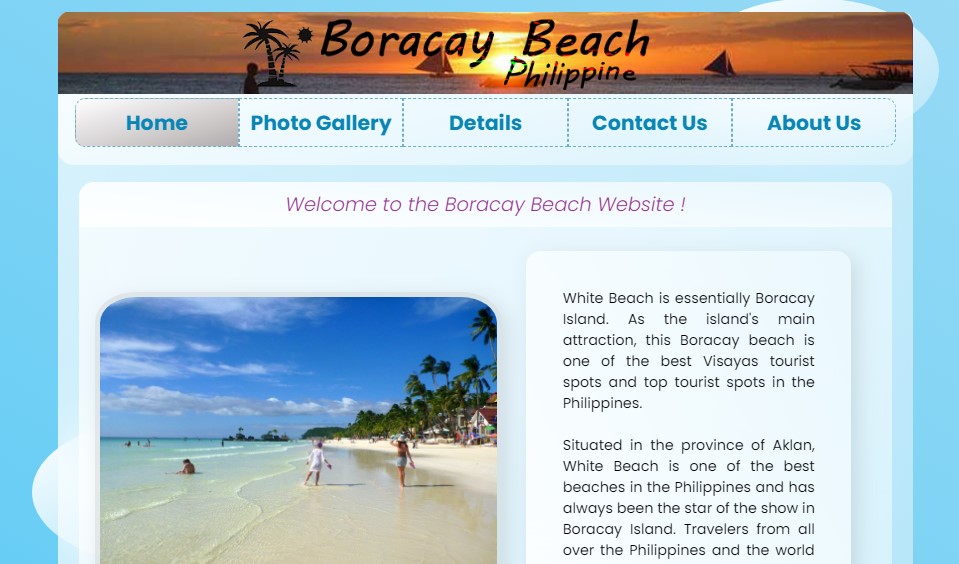 Boracay Beach
Philippine
Home Photo Gallery Details Contact Us About Us
Welcome to the Boracay Beach Website !
White Beach is essentially Boracay
Island. As the island's main
attraction, this Boracay beach is
one of the best Visayas tourist
spots and top tourist spots in the
Philippines.
Situated in the province of Aklan,
White Beach is one of the best
beaches in the Philippines and has
always been the star of the show in
Boracay Island. Travelers from all
over the Philippines and the world